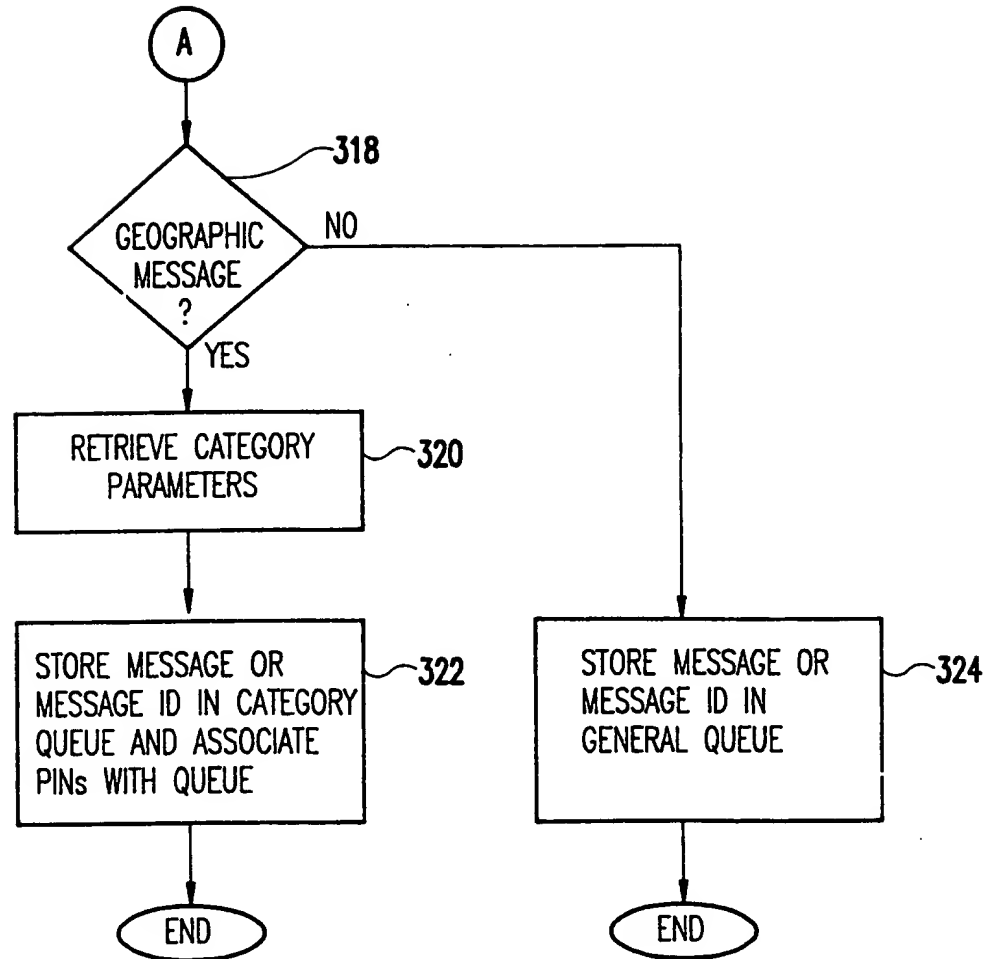 A
318
GEOGRAPHIC
MESSAGE
?
NO
YES
RETRIEVE CATEGORY
PARAMETERS
320
STORE MESSAGE OR
MESSAGE ID IN CATEGORY
QUEUE AND ASSOCIATE
PINs WITH QUEUE
322
STORE MESSAGE OR
MESSAGE ID IN
GENERAL QUEUE
324
END
END